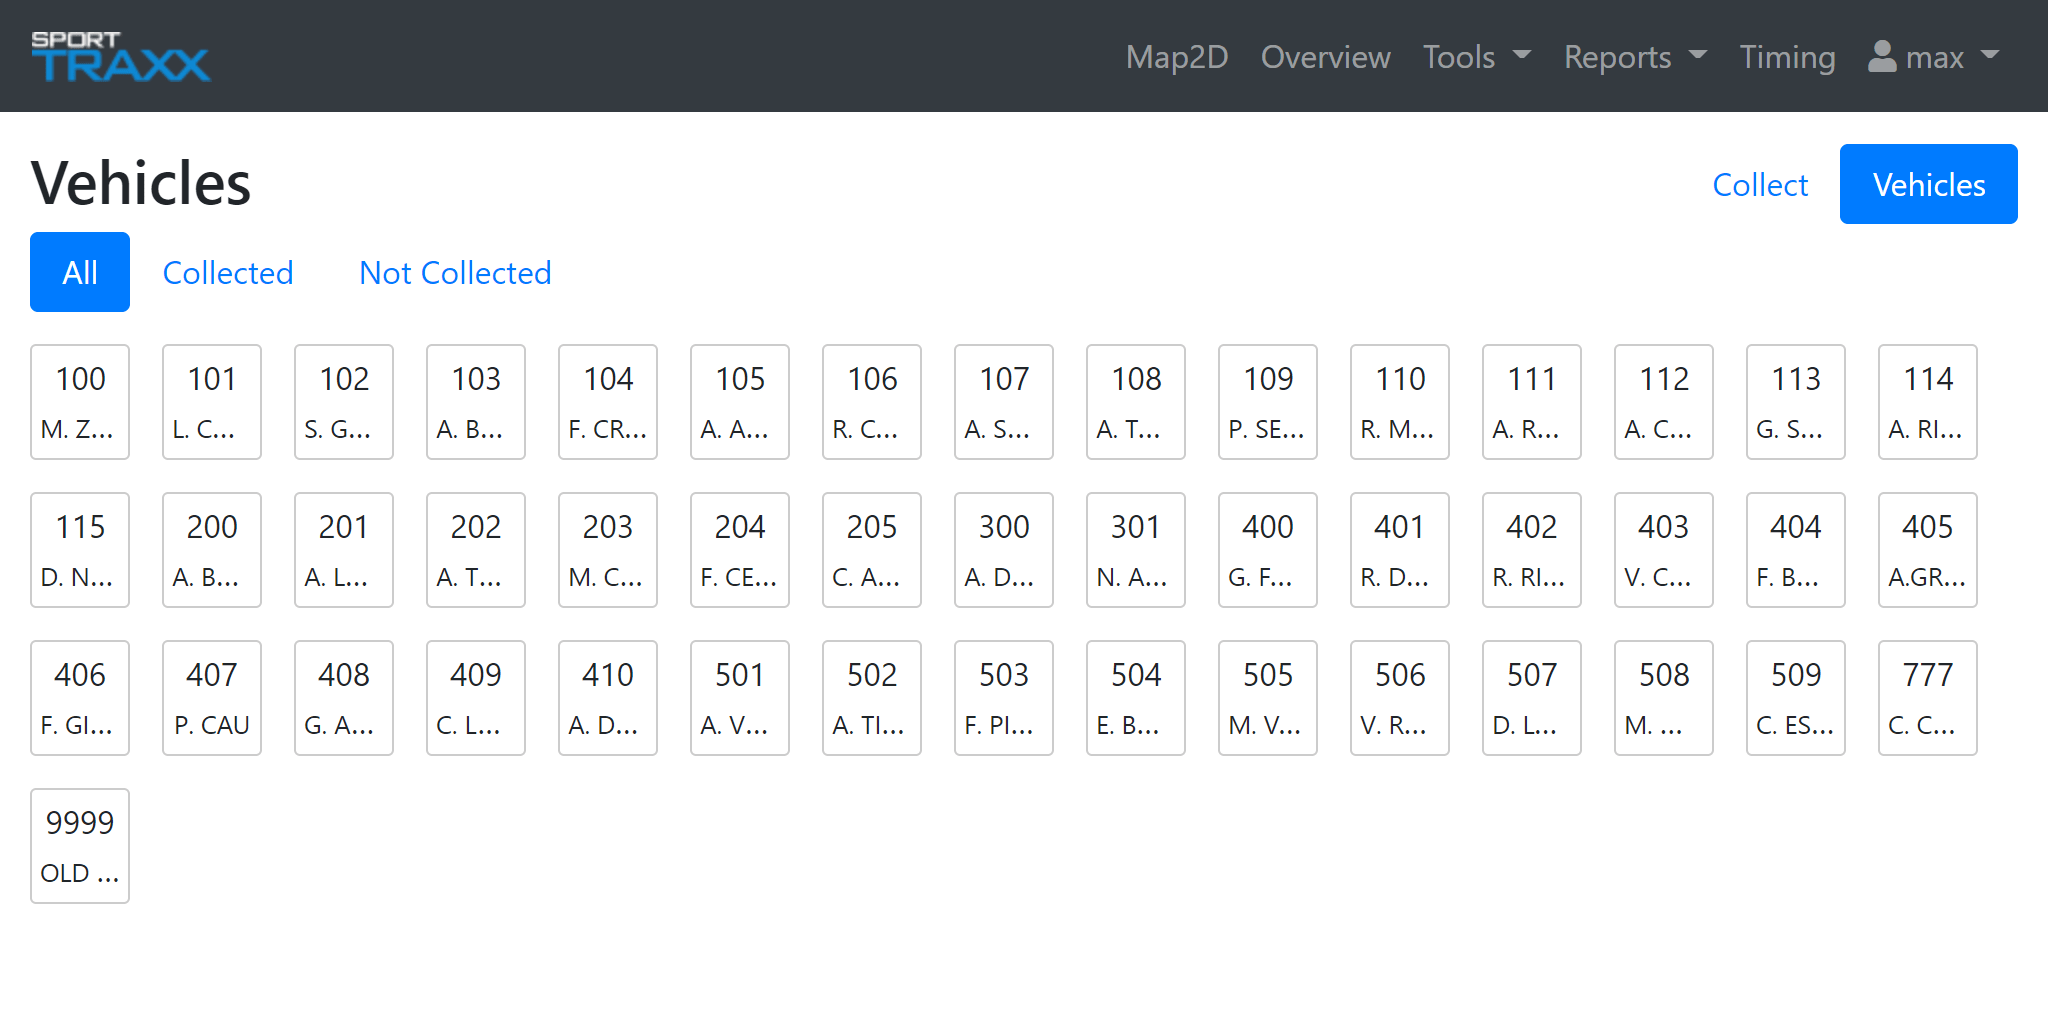 SPORT
TRAXX
Map2D Overview Tools Reports Timing max
Vehicles Collect Vehicles
All Collected Not Collected
100 101 102 103 104 105 106 107 108 109 110 111 112 113 114
M. Z... L. C... S. G... A. B... F. CR... A. A... R. C... A. S... A. T... P. SE... R. M... A. R... A. C... G. S... A. RI...
115 200 201 202 203 204 205 300 301 400 401 402 403 404 405
D. N... A. B... A. L... A. T... M. C... F. CE... C. A... A. D... N. A... G. F... R. D... R. RI... V. C... F. B... A.GR...
406 407 408 409 410 501 502 503 504 505 506 507 508 509 777
F. GI... P. CAU G. A... C. L... A. D... A. V... A. TI... F. PI... E. B... M. V... V. R... D. L... M. ... C. ES... C. C...
9999
OLD ...